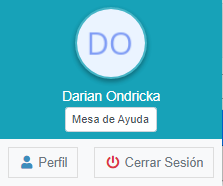 DO
Darian Ondricka
Mesa de Ayuda
Perfil
Cerrar Sesión